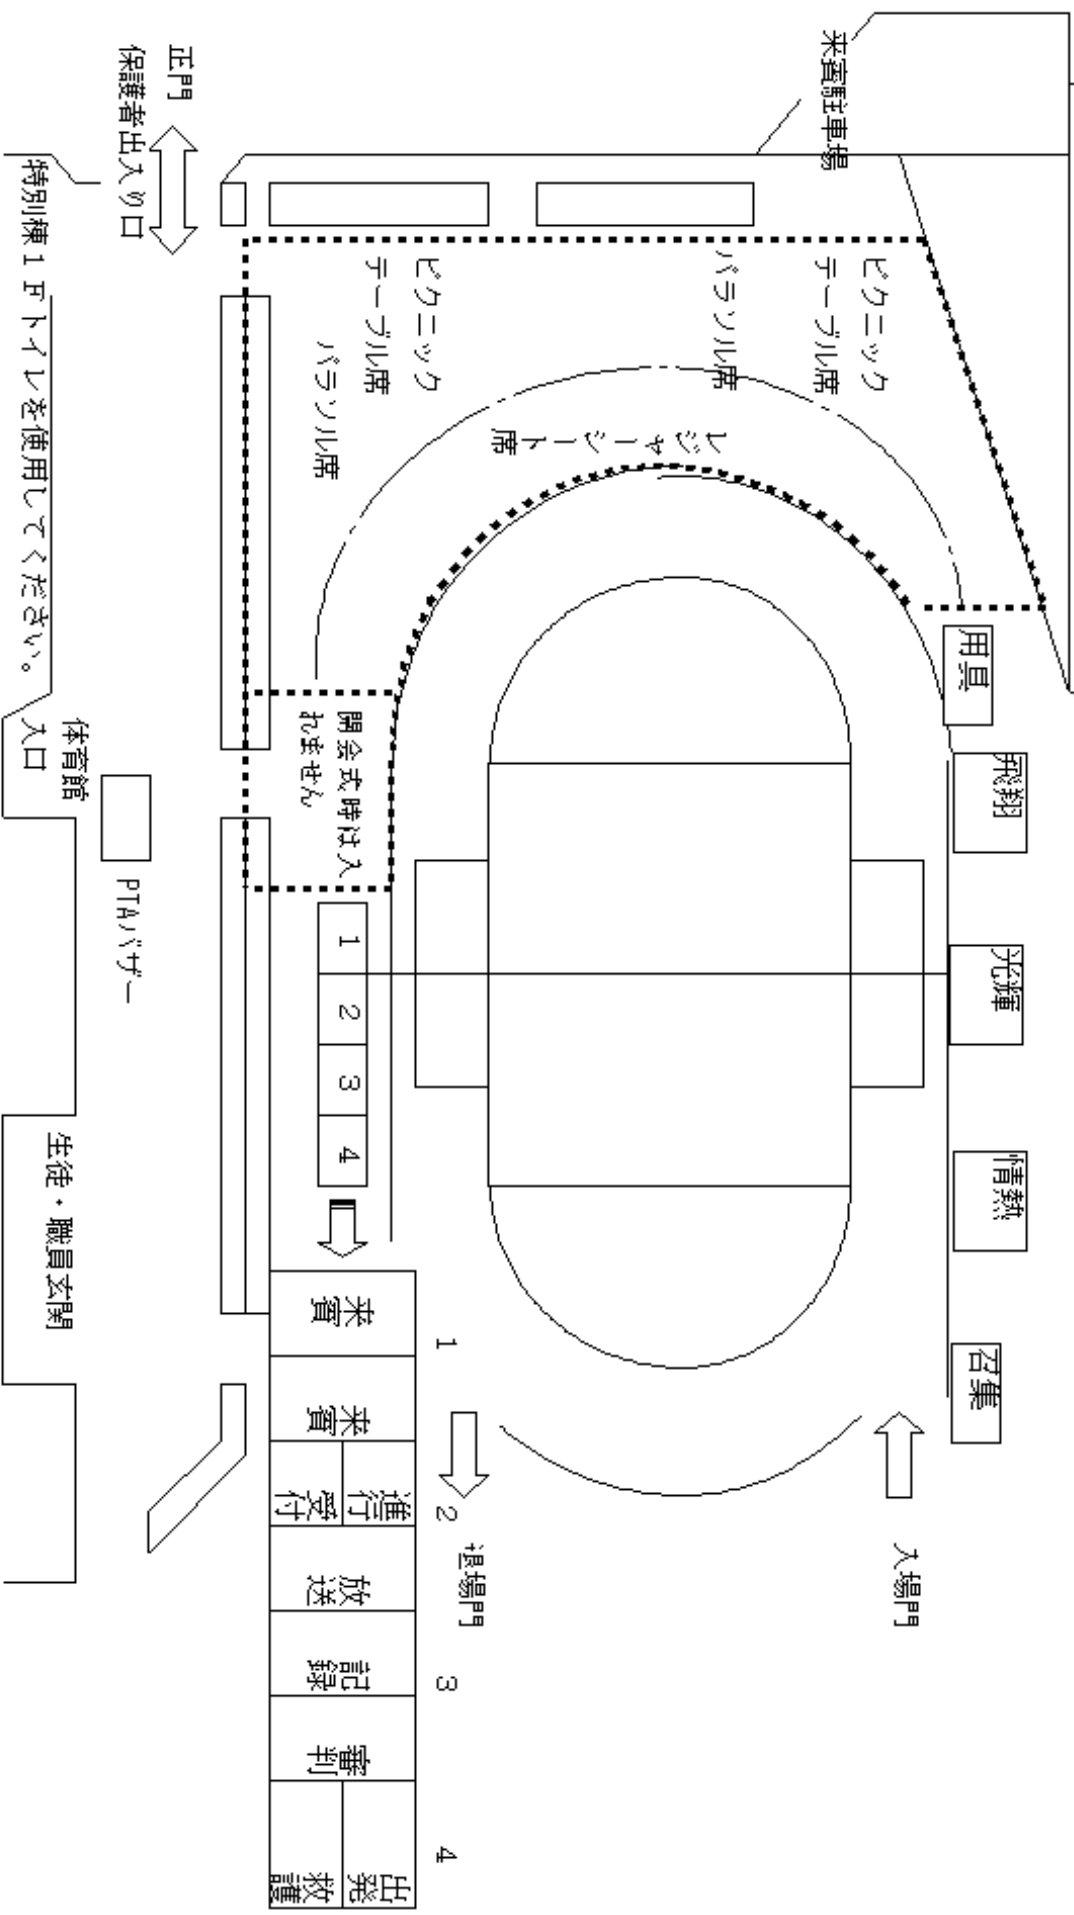 来賓駐車場
正門
保護者出入り口
特別棟１Ｆトイレを使用してください。
ピクニック
テーブル席
パラソル席
ピクニック
テーブル席
パラソル席
レジャーシート
席
用具
飛翔
光輝
情熱
召集
開会式時は入
れません
体育館
入口
PTAバザー
生徒・職員玄関
1
2
3
4
来賓
来賓
進行
受付
放送
記録
審判
出発
救護
1
2
3
4
退場門
入場門